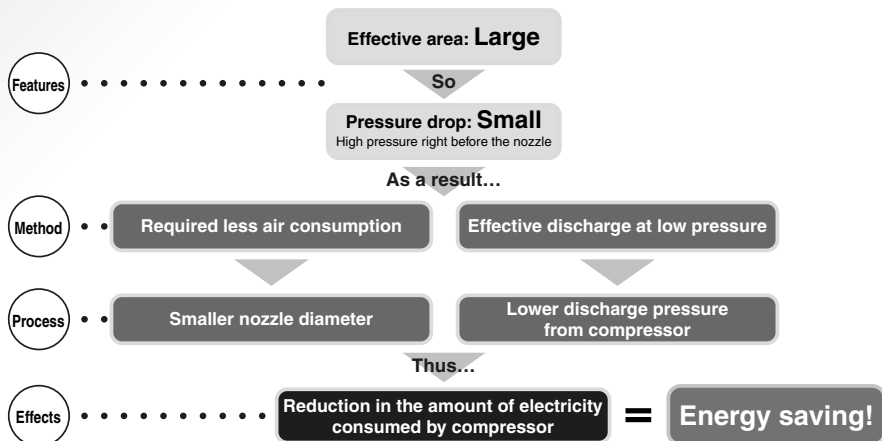 Effective area: Large
Features
So
Pressure drop: Small
High pressure right before the nozzle
As a result...
Method
Required less air consumption
Effective discharge at low pressure
Process
Smaller nozzle diameter
Lower discharge pressure
from compressor
Thus...
Effects
Reduction in the amount of electricity
consumed by compressor
=
Energy saving!